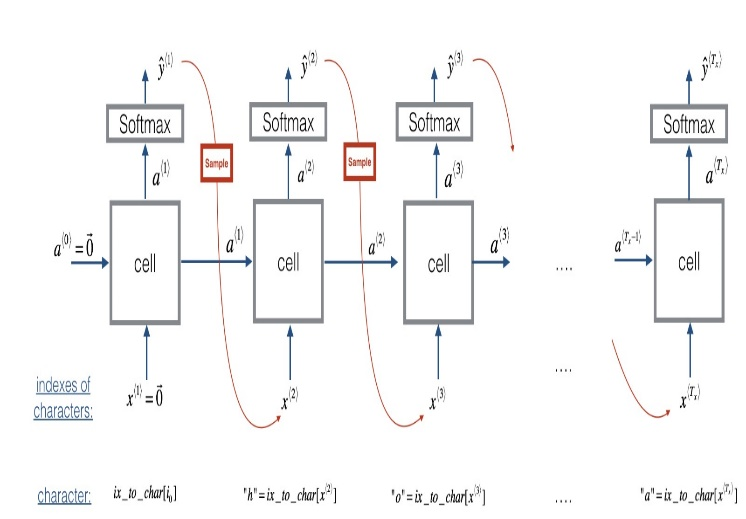 ŷ⟨1⟩ ŷ⟨2⟩ ŷ⟨3⟩ ŷ⟨Tₓ⟩
Softmax Softmax Softmax Softmax
Sample Sample
a⟨1⟩ a⟨2⟩ a⟨3⟩ a⟨Tₓ⟩
a⟨0⟩ = 0⃗ a⟨1⟩ a⟨2⟩ a⟨3⟩ a⟨Tₓ−1⟩
cell cell cell .... cell
....
indexes of
characters:
x⟨1⟩ = 0⃗ x⟨2⟩ x⟨3⟩ x⟨Tₓ⟩
character: ix_to_char[i₀] "h"=ix_to_char[x⟨2⟩] "o"=ix_to_char[x⟨3⟩] .... "a"=ix_to_char[x⟨Tₓ⟩]